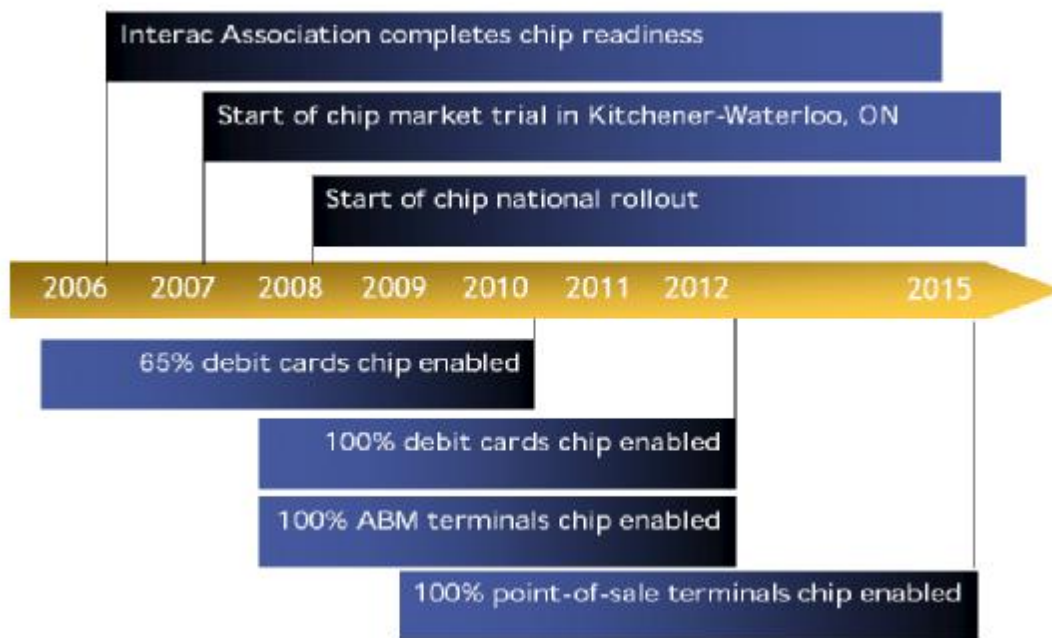 Interac Association completes chip readiness
Start of chip market trial in Kitchener-Waterloo, ON
Start of chip national rollout
2006 2007 2008 2009 2010 2011 2012 2015
65% debit cards chip enabled
100% debit cards chip enabled
100% ABM terminals chip enabled
100% point-of-sale terminals chip enabled